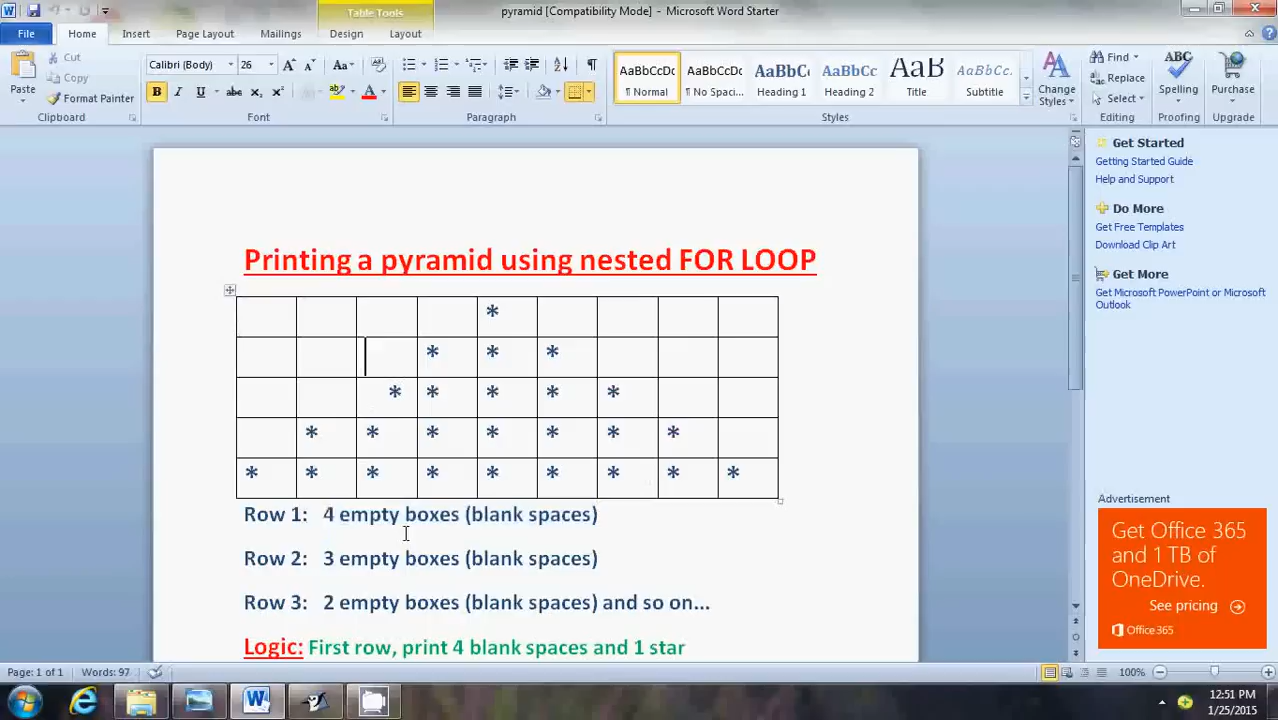 pyramid [Compatibility Mode] - Microsoft Word Starter
Table Tools
File Home Insert Page Layout Mailings Design Layout
Cut
Copy
Format Painter
Paste
Calibri (Body) 26
AaBbCcDc AaBbCcDc AaBbCc AaBbCc AaB AaBbCc.
¶ Normal ¶ No Spaci... Heading 1 Heading 2 Title Subtitle
Change Styles
Find
Replace
Select
Spelling
Purchase
Clipboard Font Paragraph Styles Editing Proofing Upgrade
Get Started
Getting Started Guide
Help and Support
Do More
Get Free Templates
Download Clip Art
Get More
Get Microsoft PowerPoint or Microsoft
Outlook
Printing a pyramid using nested FOR LOOP
*
* * *
* * * * *
* * * * * * *
* * * * * * * * *
Row 1: 4 empty boxes (blank spaces)
Row 2: 3 empty boxes (blank spaces)
Row 3: 2 empty boxes (blank spaces) and so on...
Logic: First row, print 4 blank spaces and 1 star
Advertisement
Get Office 365
and 1 TB of
OneDrive.
See pricing
Office 365
Page: 1 of 1 Words: 97 100%
12:51 PM
1/25/2015